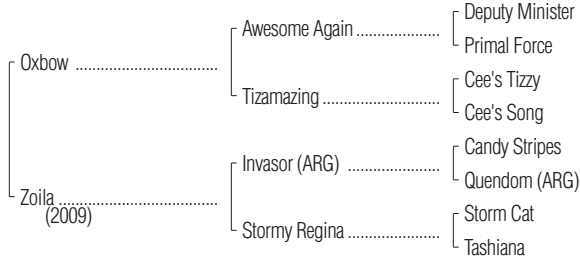 Deputy Minister
Awesome Again ..................
Primal Force
Oxbow ...............................
Cee's Tizzy
Tizamazing .........................
Cee's Song
Candy Stripes
Invasor (ARG) ....................
Quendom (ARG)
Zoila ...................................
(2009)
Storm Cat
Stormy Regina ....................
Tashiana